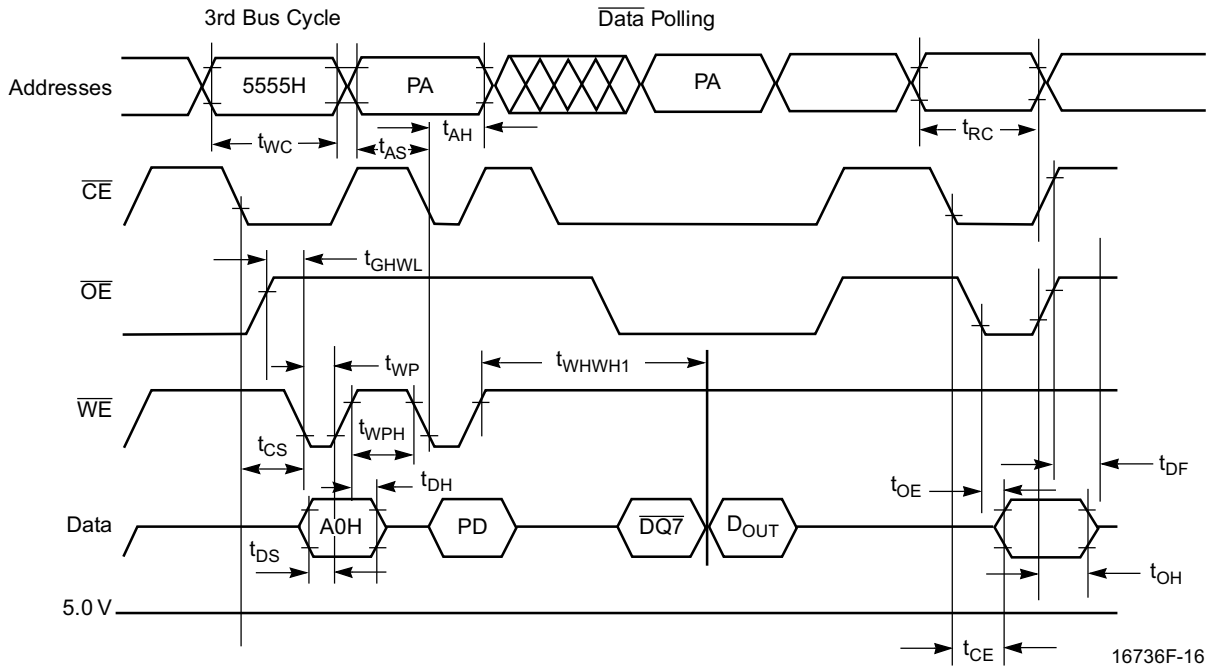 3rd Bus Cycle
Data Polling
Addresses
5555H
PA
PA
tWC
tAS
tAH
tRC
CE
tGHWL
OE
tWP
tWHWH1
WE
tCS
tWPH
tDH
tOE
tDF
Data
A0H
PD
DQ7
DOUT
tDS
tOH
5.0 V
tCE
16736F-16